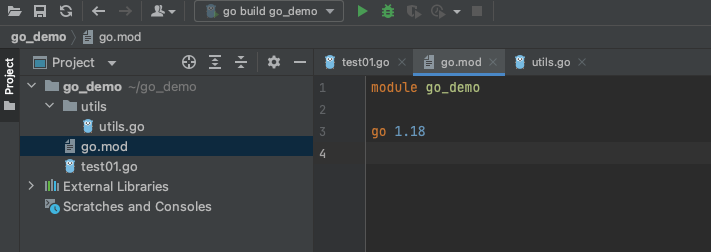 go build go_demo
go_demo go.mod
Project
Project
test01.go go.mod utils.go
go_demo ~/go_demo
utils
utils.go
go.mod
test01.go
External Libraries
Scratches and Consoles
1 module go_demo
2
3 go 1.18
4